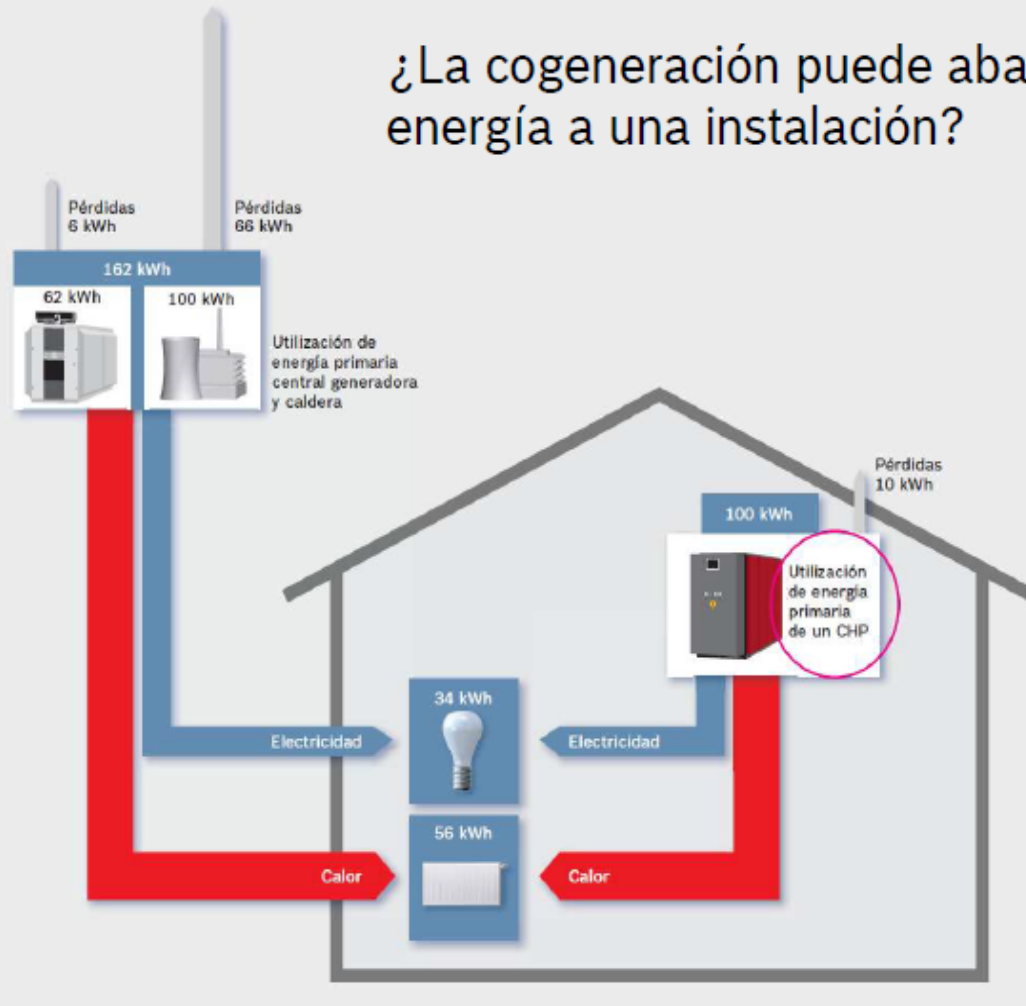 ¿La cogeneración puede aba
energía a una instalación?
Pérdidas
6 kWh
Pérdidas
66 kWh
162 kWh
62 kWh
100 kWh
Utilización de
energía primaria
central generadora
y caldera
Pérdidas
10 kWh
100 kWh
Utilización
de energía
primaria
de un CHP
34 kWh
Electricidad
Electricidad
56 kWh
Calor
Calor